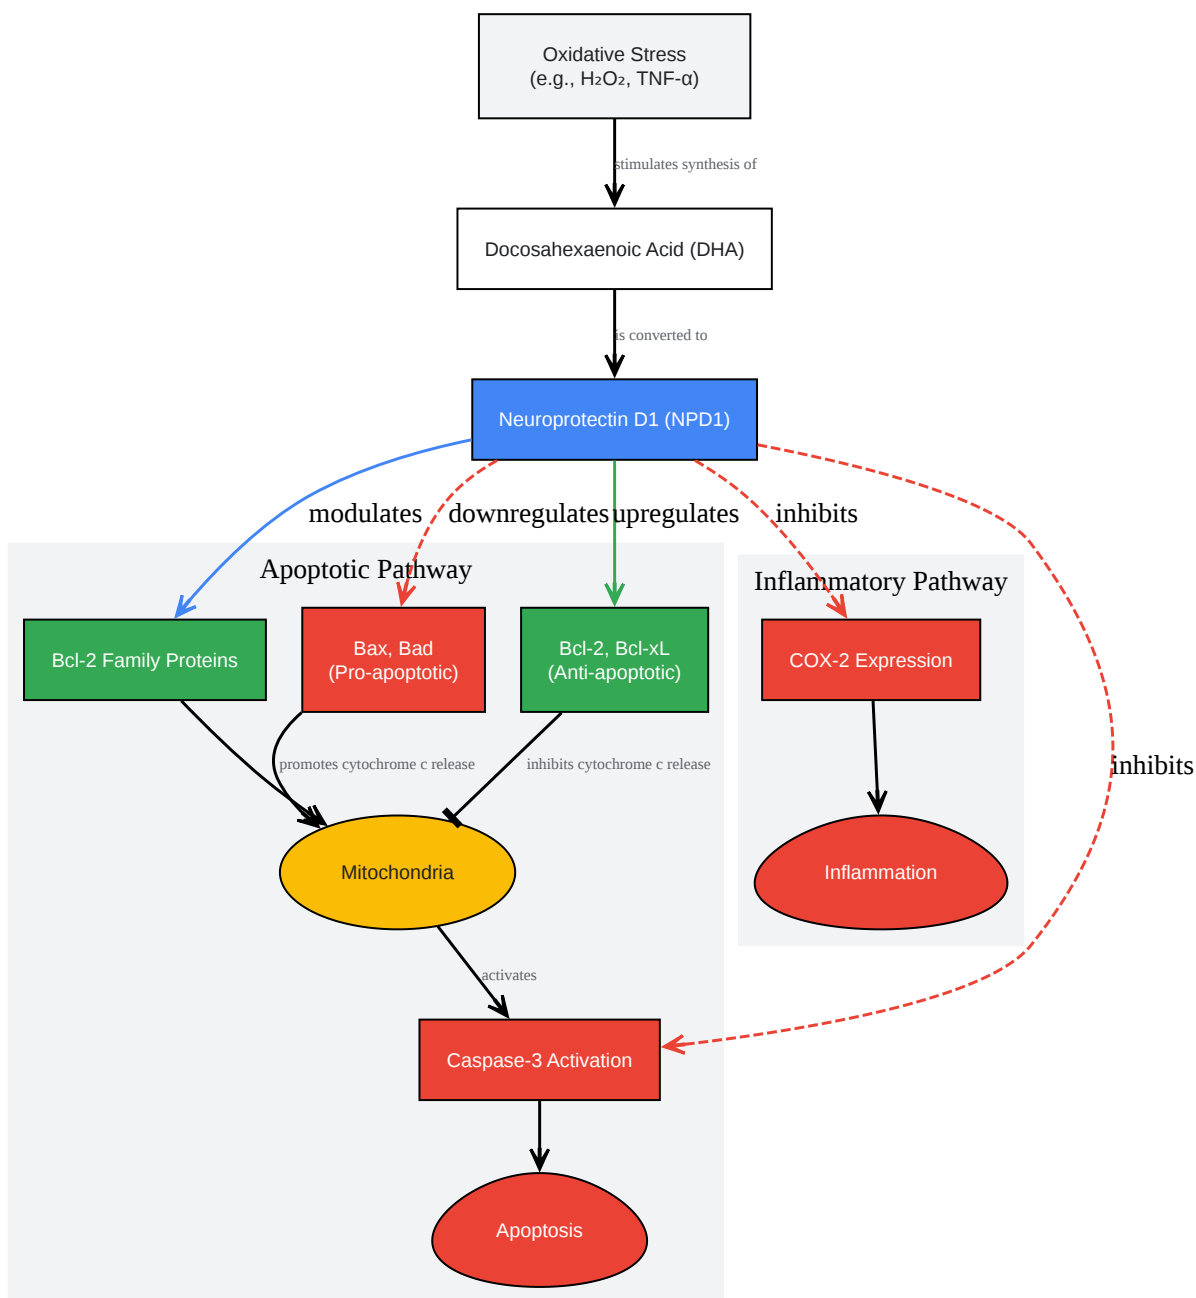 Oxidative Stress
(e.g., H₂O₂, TNF-α)
stimulates synthesis of
Docosahexaenoic Acid (DHA)
is converted to
Neuroprotectin D1 (NPD1)
modulates
downregulates
upregulates
inhibits
Apoptotic Pathway
Inflammatory Pathway
Bcl-2 Family Proteins
Bax, Bad
(Pro-apoptotic)
Bcl-2, Bcl-xL
(Anti-apoptotic)
COX-2 Expression
promotes cytochrome c release
inhibits cytochrome c release
inhibits
Mitochondria
Inflammation
activates
Caspase-3 Activation
Apoptosis